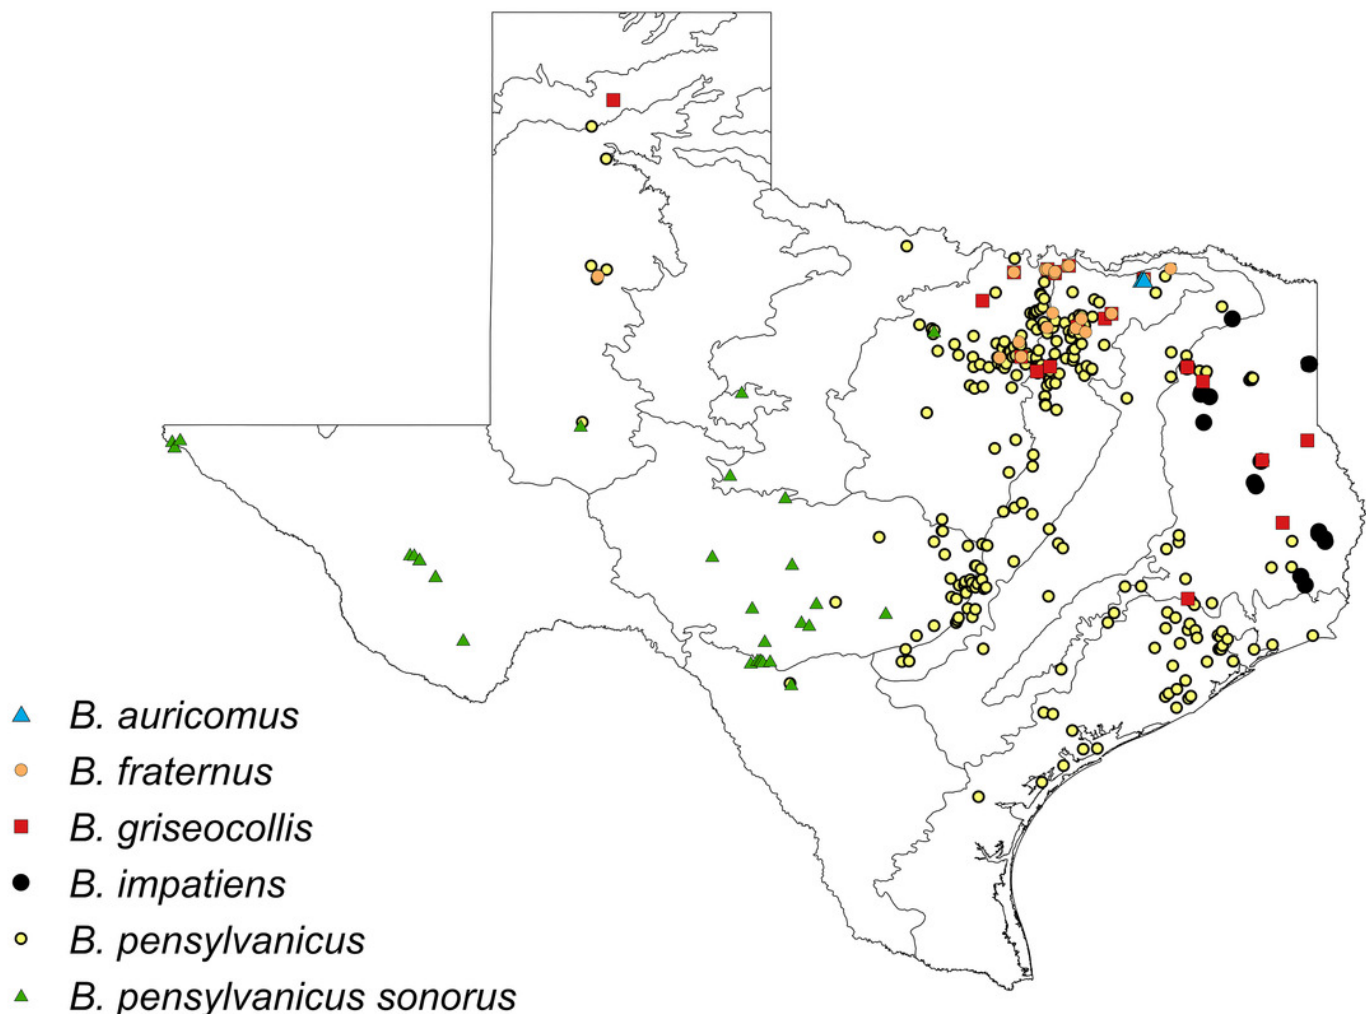 B. auricomus
B. fraternus
B. griseocollis
B. impatiens
B. pensylvanicus
B. pensylvanicus sonorus